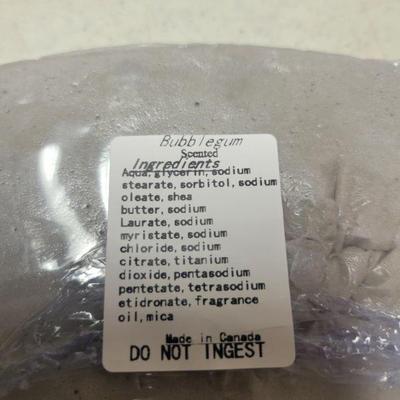 Bubblegum
Scented
Ingredients
Aqua, glycerin, sodium
stearate, sorbitol, sodium
oleate, shea
butter, sodium
Laurate, sodium
myristate, sodium
chloride, sodium
citrate, titanium
dioxide, pentasodium
pentetate, tetrasodium
etidronate, fragrance
oil, mica
Made in Canada
DO NOT INGEST